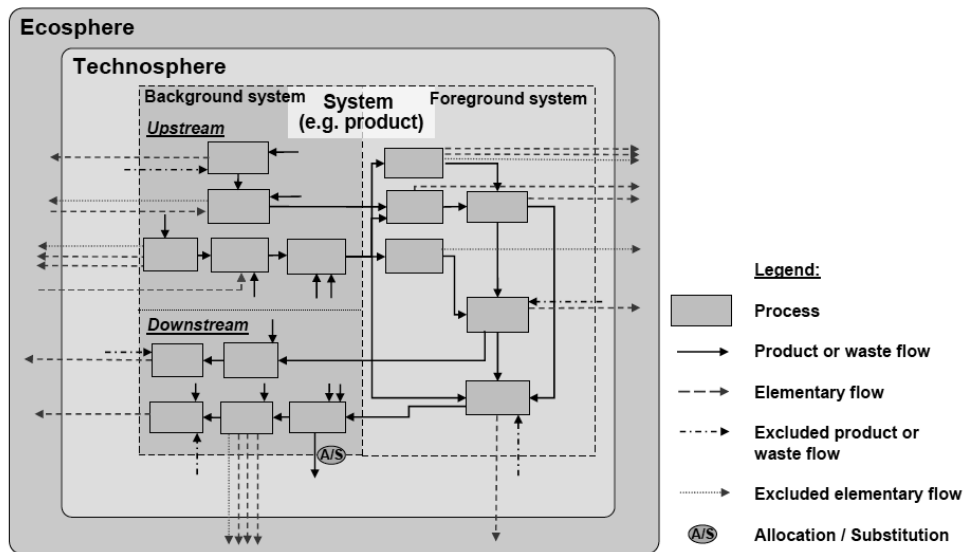 Ecosphere
Technosphere
Background system
System
(e.g. product)
Foreground system
Upstream
Downstream
A/S
Legend:
Process
Product or waste flow
Elementary flow
Excluded product or
waste flow
Excluded elementary flow
A/S
Allocation / Substitution